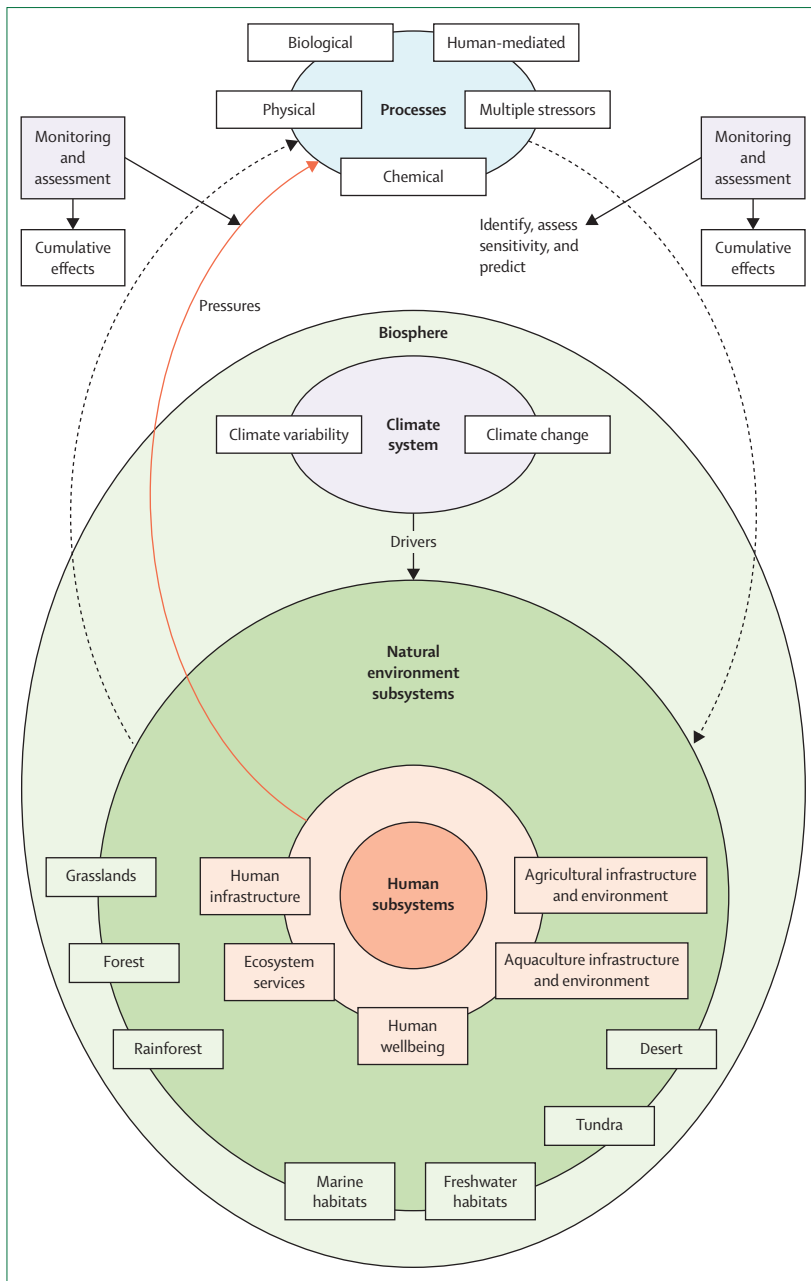 Biological
Human-mediated
Physical
Processes
Multiple stressors
Chemical
Monitoring
and
assessment
Cumulative
effects
Monitoring
and
assessment
Identify, assess
sensitivity, and
predict
Cumulative
effects
Pressures
Biosphere
Climate variability
Climate
system
Climate change
Drivers
Natural
environment
subsystems
Grasslands
Human
infrastructure
Human
subsystems
Agricultural infrastructure
and environment
Forest
Ecosystem
services
Aquaculture infrastructure
and environment
Rainforest
Human
wellbeing
Desert
Tundra
Marine
habitats
Freshwater
habitats